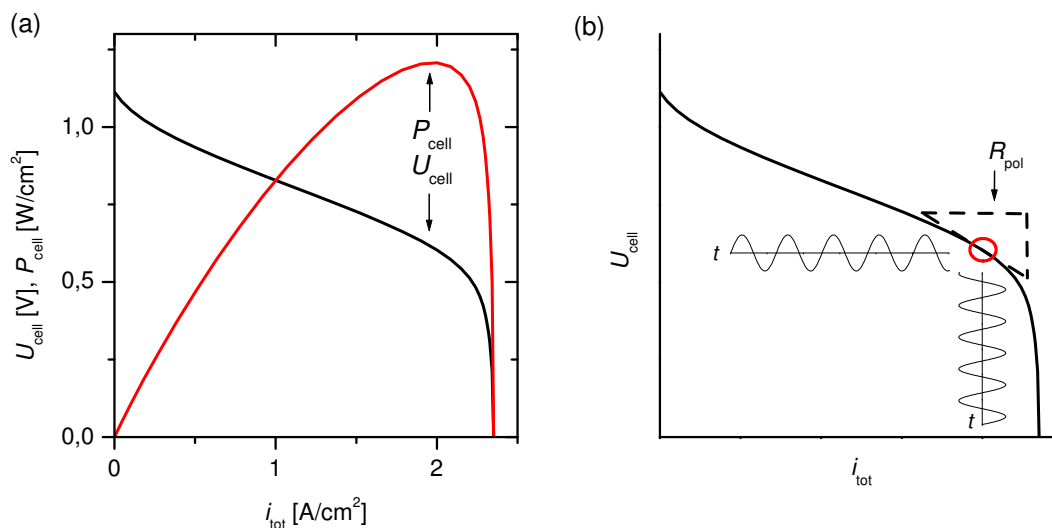 (a)
U_cell [V], P_cell [W/cm²]
1,0
0,5
0,0
P_cell
U_cell
0
1
2
i_tot [A/cm²]
(b)
U_cell
R_pol
t
t
i_tot